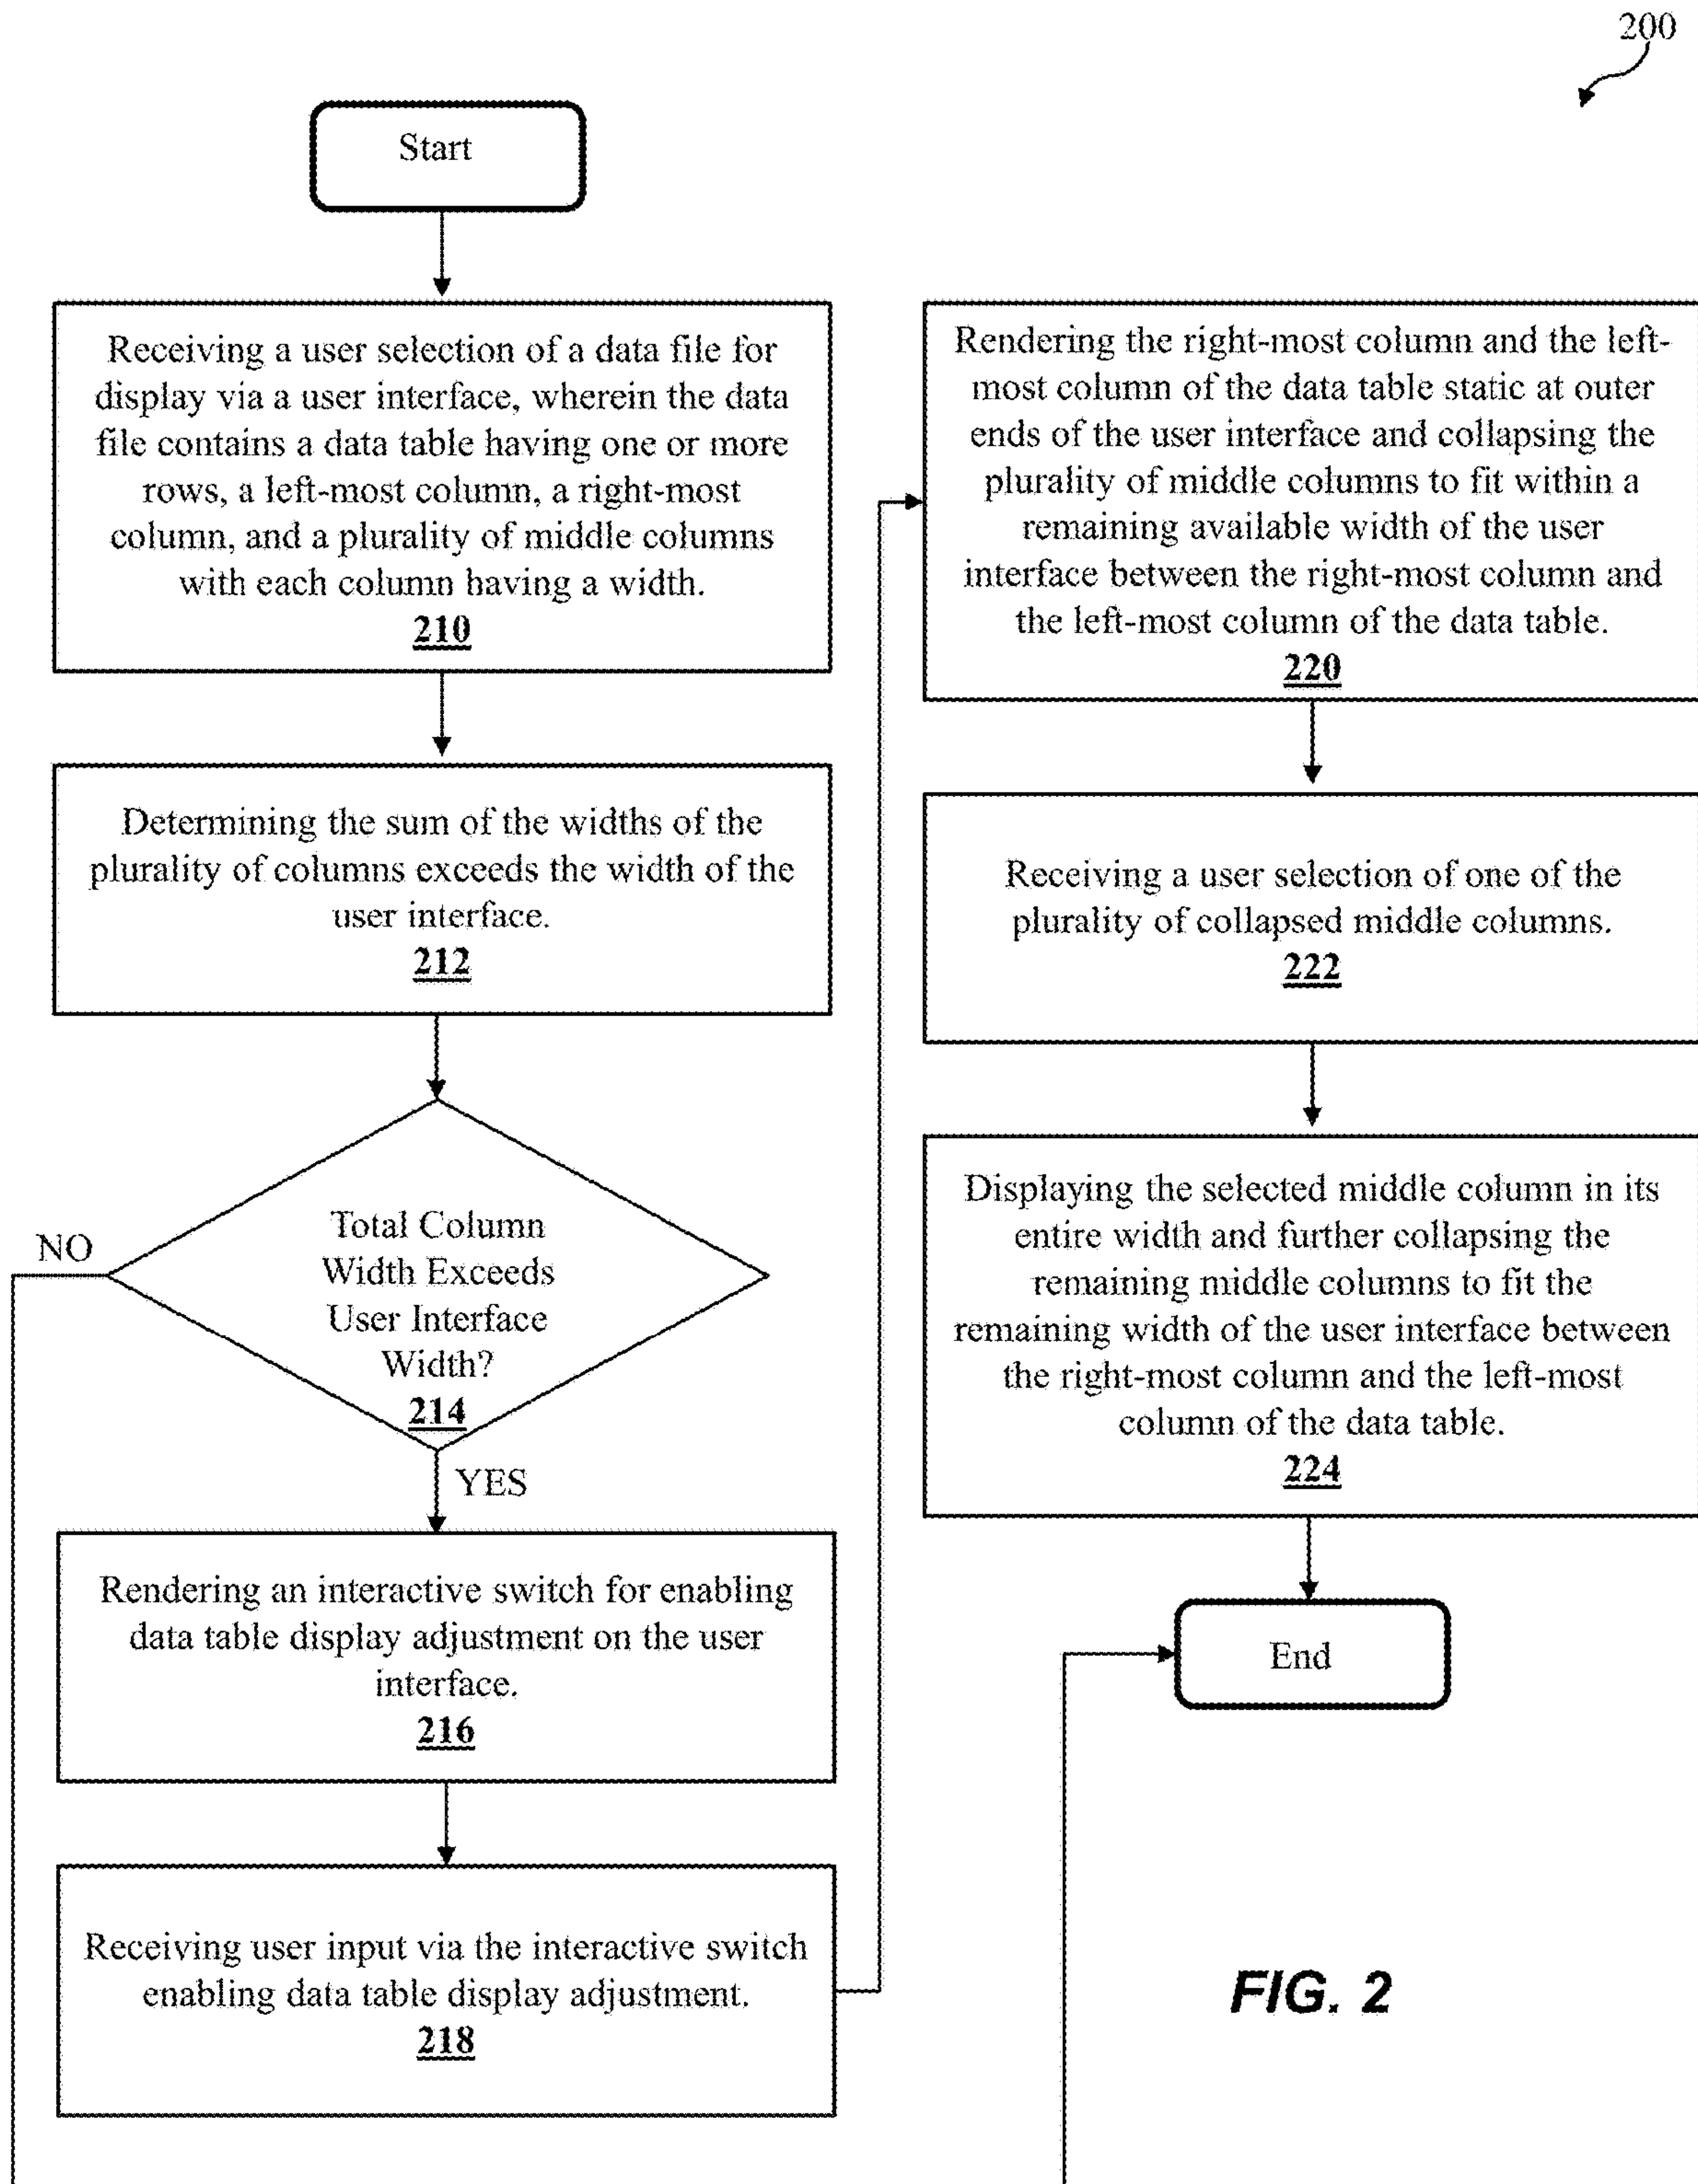 200
Start
Receiving a user selection of a data file for
display via a user interface, wherein the data
file contains a data table having one or more
rows, a left-most column, a right-most
column, and a plurality of middle columns
with each column having a width.
210
Determining the sum of the widths of the
plurality of columns exceeds the width of the
user interface.
212
NO
Total Column
Width Exceeds
User Interface
Width?
214
YES
Rendering an interactive switch for enabling
data table display adjustment on the user
interface.
216
Receiving user input via the interactive switch
enabling data table display adjustment.
218
Rendering the right-most column and the left-
most column of the data table static at outer
ends of the user interface and collapsing the
plurality of middle columns to fit within a
remaining available width of the user
interface between the right-most column and
the left-most column of the data table.
220
Receiving a user selection of one of the
plurality of collapsed middle columns.
222
Displaying the selected middle column in its
entire width and further collapsing the
remaining middle columns to fit the
remaining width of the user interface between
the right-most column and the left-most
column of the data table.
224
End
FIG. 2